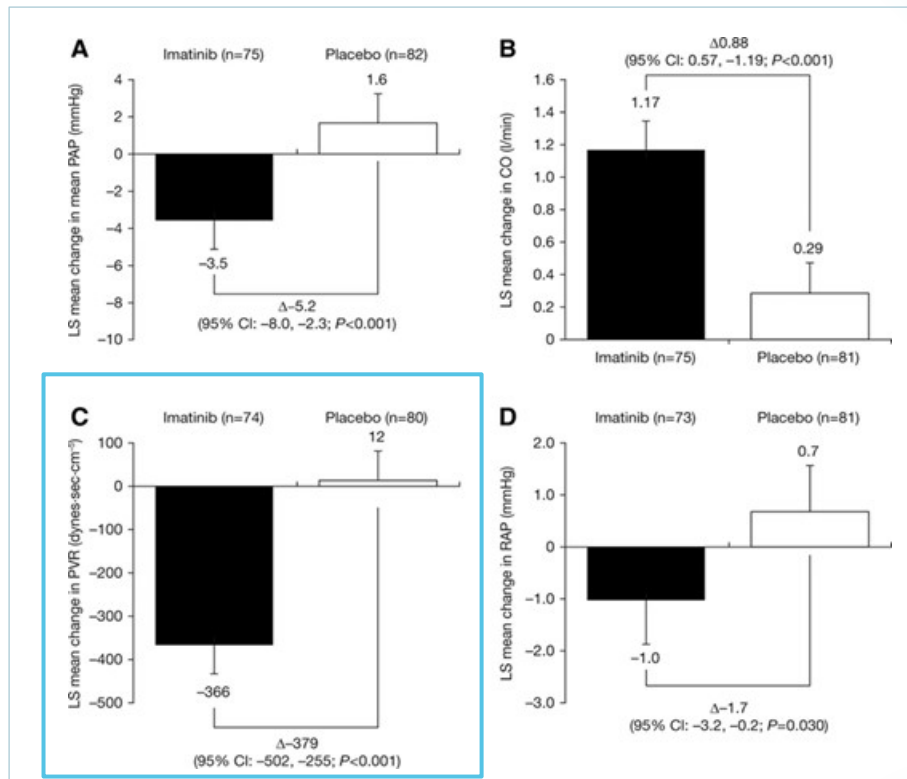 A
Imatinib (n=75) Placebo (n=82)
LS mean change in mean PAP (mmHg)
4
2
0
−2
−4
−6
−8
−10
1.6
−3.5
Δ−5.2
(95% CI: −8.0, −2.3; P<0.001)
B
Δ0.88
(95% CI: 0.57, −1.19; P<0.001)
LS mean change in CO (l/min)
1.6
1.4
1.2
1.0
0.8
0.6
0.4
0.2
0
1.17
0.29
Imatinib (n=75) Placebo (n=81)
C
Imatinib (n=74) Placebo (n=80)
LS mean change in PVR (dynes·sec·cm⁻⁵)
100
0
−100
−200
−300
−400
−500
12
−366
Δ−379
(95% CI: −502, −255; P<0.001)
D
Imatinib (n=73) Placebo (n=81)
LS mean change in RAP (mmHg)
2.0
1.0
0
−1.0
−2.0
−3.0
0.7
−1.0
Δ−1.7
(95% CI: −3.2, −0.2; P=0.030)